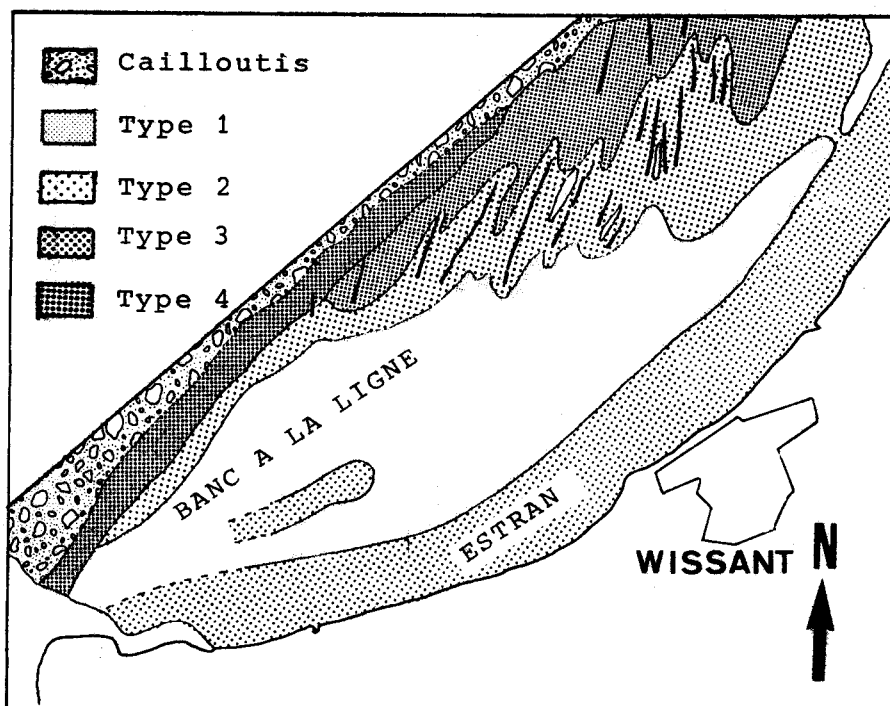 Cailloutis
Type 1
Type 2
Type 3
Type 4
BANC A LA LIGNE
ESTRAN
WISSANT
N